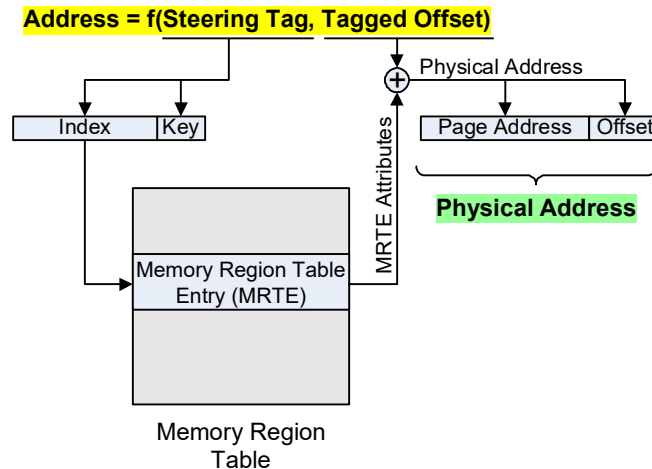 Address = f(Steering Tag, Tagged Offset)
Physical Address
Index
Key
Page Address
Offset
MRTE Attributes
Physical Address
Memory Region Table
Entry (MRTE)
Memory Region
Table